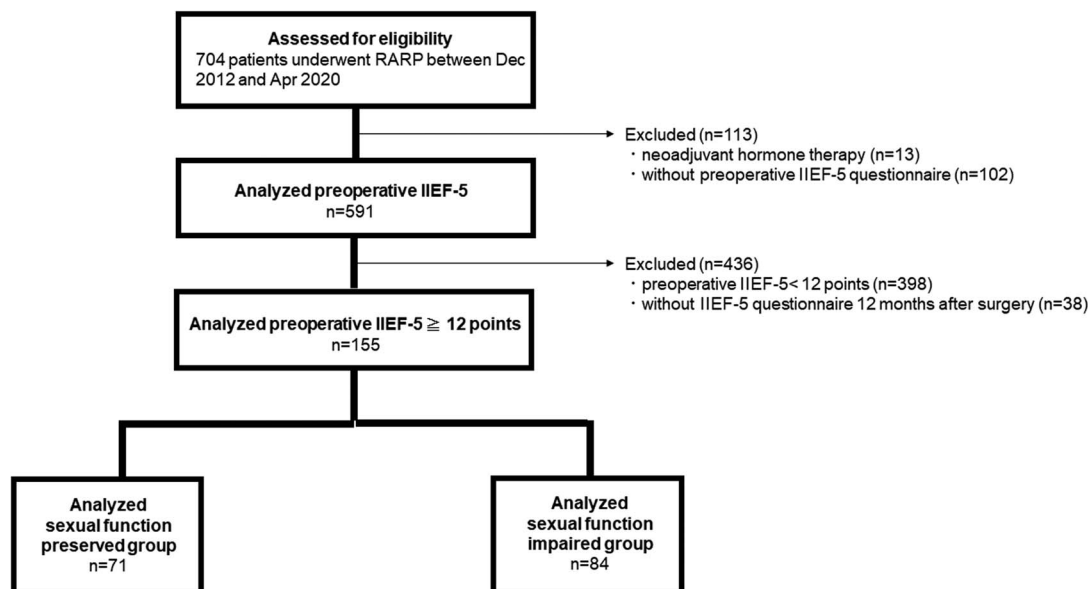 Assessed for eligibility
704 patients underwent RARP between Dec
2012 and Apr 2020
Excluded (n=113)
・neoadjuvant hormone therapy (n=13)
・without preoperative IIEF-5 questionnaire (n=102)
Analyzed preoperative IIEF-5
n=591
Excluded (n=436)
・preoperative IIEF-5< 12 points (n=398)
・without IIEF-5 questionnaire 12 months after surgery (n=38)
Analyzed preoperative IIEF-5 ≧ 12 points
n=155
Analyzed
sexual function
preserved group
n=71
Analyzed
sexual function
impaired group
n=84